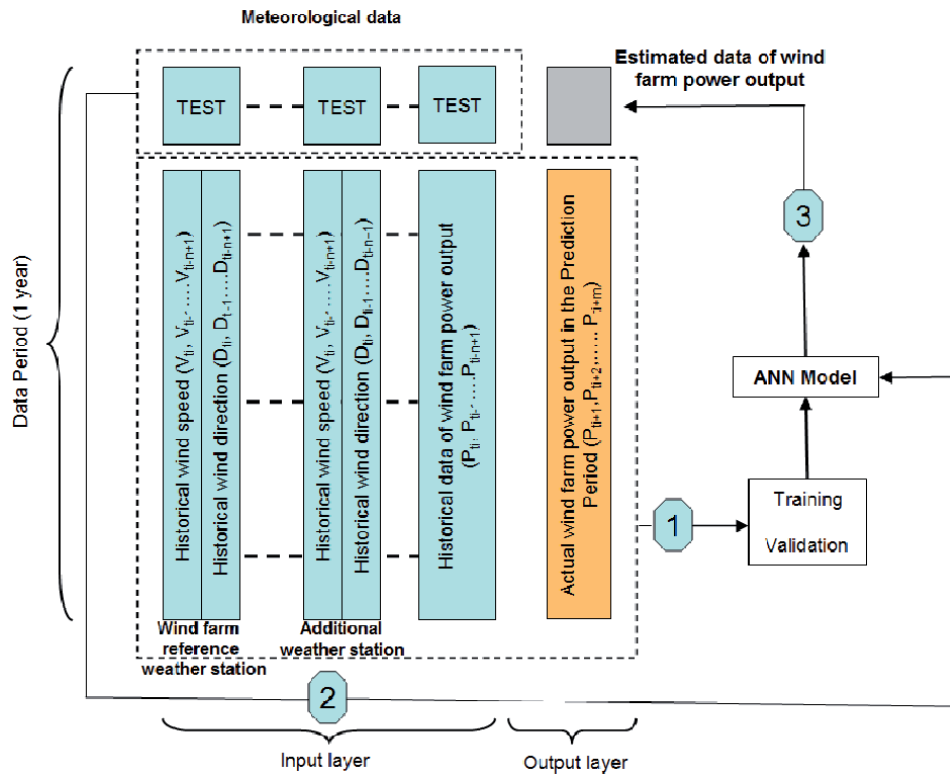 Meteorological data
Estimated data of wind
farm power output
TEST
TEST
TEST
Data Period (1 year)
Historical wind speed (Vti, Vti-1....Vti-n+1)
Historical wind direction (Dti, Dt-1....Dti-n+1)
Historical wind speed (Vti, Vti-1....Vti-n+1)
Historical wind direction (Dti, Dti-1....Dti-n-1)
Historical data of wind farm power output
(Pti, Pti-1....Pti-n+1)
Actual wind farm power output in the Prediction
Period (Pti+1,Pti+2,.... Pti+m)
3
ANN Model
1
Training
Validation
Wind farm
reference
weather station
Additional
weather station
2
Input layer
Output layer